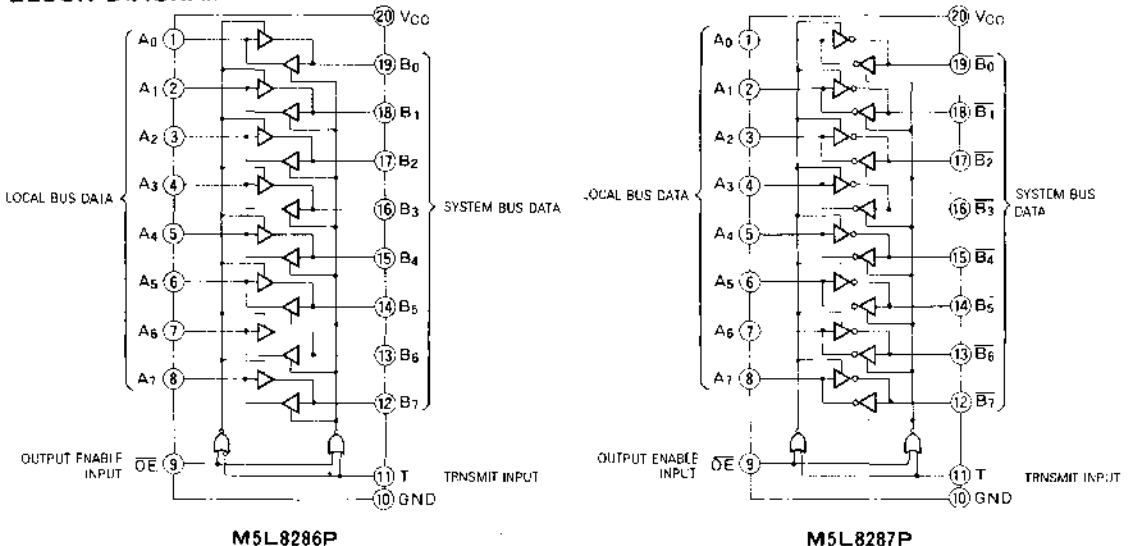 A0 1
A1 2
A2 3
A3 4
A4 5
A5 6
A6 7
A7 8
LOCAL BUS DATA
OUTPUT ENABLE
INPUT
OE 9
20 VCC
19 B0
18 B1
17 B2
16 B3
15 B4
14 B5
13 B6
12 B7
SYSTEM BUS DATA
11 T
TRNSMIT INPUT
10 GND
M5L8286P
A0 1
A1 2
A2 3
A3 4
A4 5
A5 6
A6 7
A7 8
LOCAL BUS DATA
OUTPUT ENABLE
INPUT
OE 9
20 VCC
19 B0
18 B1
17 B2
16 B3
15 B4
14 B5
13 B6
12 B7
SYSTEM BUS
DATA
11 T
TRNSMIT INPUT
10 GND
M5L8287P